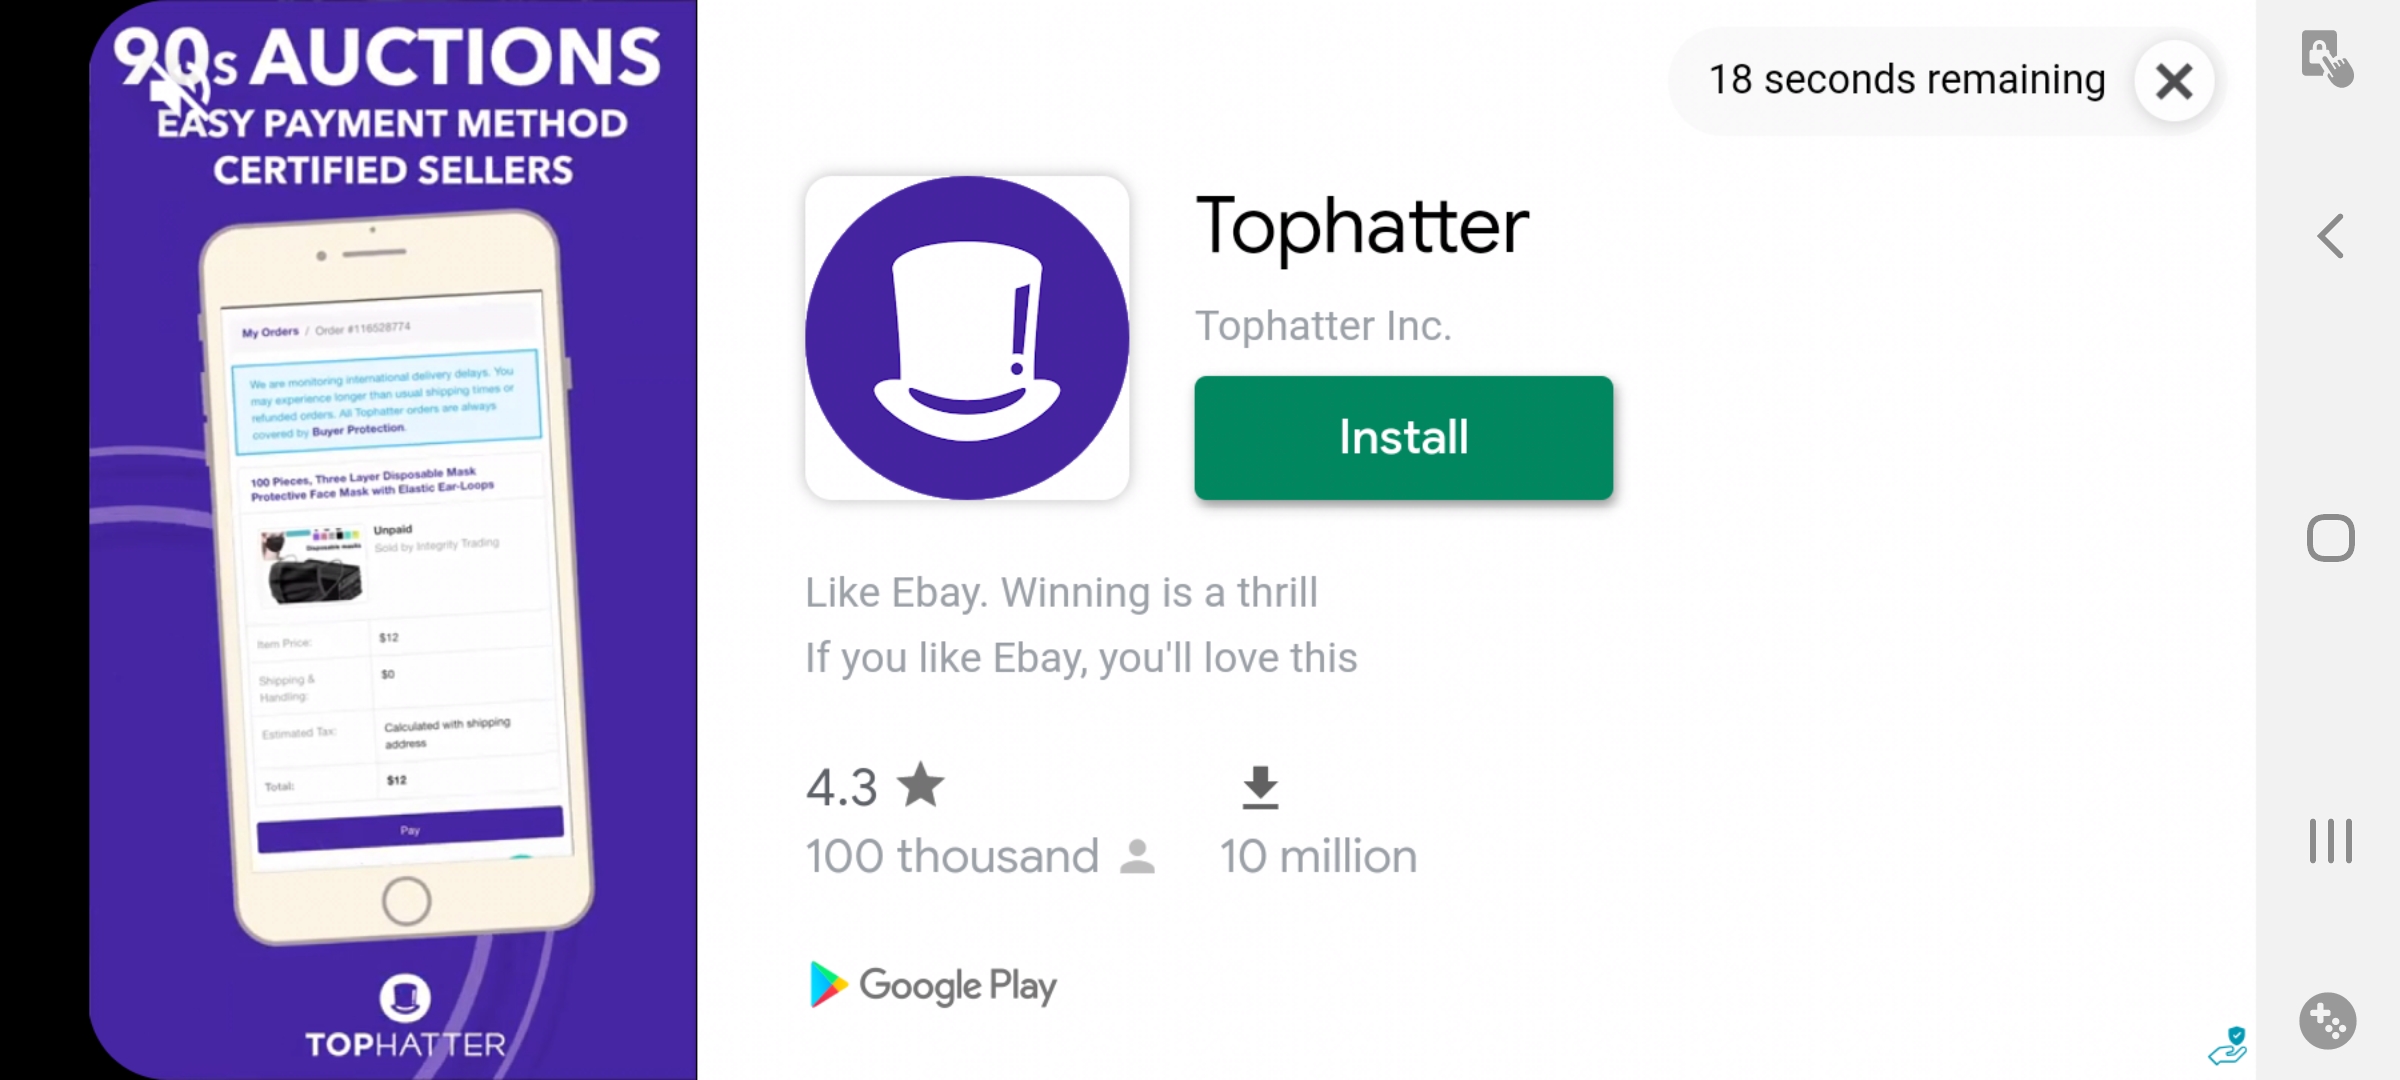 90s AUCTIONS
EASY PAYMENT METHOD
CERTIFIED SELLERS
My Orders / Order #116528774
We are monitoring international delivery delays. You
may experience longer than usual shipping times or
refunded orders. All Tophatter orders are always
covered by Buyer Protection.
100 Pieces, Three Layer Disposable Mask
Protective Face Mask with Elastic Ear-Loops
Disposable masks
Unpaid
Sold by Integrity Trading
Item Price: $12
Shipping & $0
Handling:
Estimated Tax: Calculated with shipping
address
Total: $12
Pay
TOPHATTER
18 seconds remaining
Tophatter
Tophatter Inc.
Install
Like Ebay. Winning is a thrill
If you like Ebay, you'll love this
4.3
100 thousand
10 million
Google Play